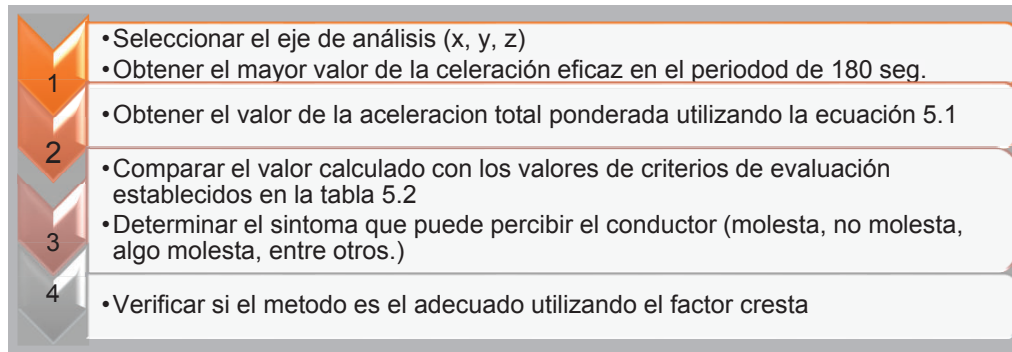 1
•Seleccionar el eje de análisis (x, y, z)
•Obtener el mayor valor de la celeración eficaz en el periodod de 180 seg.
2
•Obtener el valor de la aceleracion total ponderada utilizando la ecuación 5.1
3
•Comparar el valor calculado con los valores de criterios de evaluación
establecidos en la tabla 5.2
•Determinar el sintoma que puede percibir el conductor (molesta, no molesta,
algo molesta, entre otros.)
4
•Verificar si el metodo es el adecuado utilizando el factor cresta